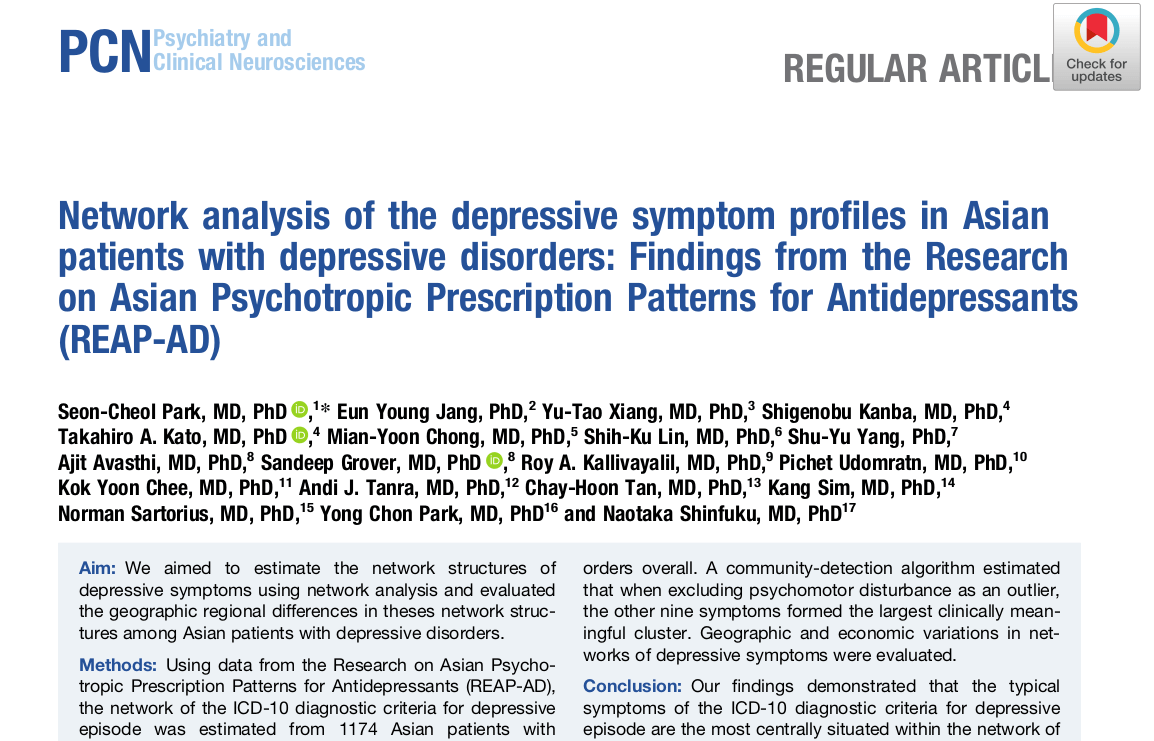 PCN Psychiatry and
Clinical Neurosciences
REGULAR ARTICL
Check for
updates
Network analysis of the depressive symptom profiles in Asian
patients with depressive disorders: Findings from the Research
on Asian Psychotropic Prescription Patterns for Antidepressants
(REAP-AD)
Seon-Cheol Park, MD, PhD iD,1* Eun Young Jang, PhD,2 Yu-Tao Xiang, MD, PhD,3 Shigenobu Kanba, MD, PhD,4
Takahiro A. Kato, MD, PhD iD,4 Mian-Yoon Chong, MD, PhD,5 Shih-Ku Lin, MD, PhD,6 Shu-Yu Yang, PhD,7
Ajit Avasthi, MD, PhD,8 Sandeep Grover, MD, PhD iD,8 Roy A. Kallivayalil, MD, PhD,9 Pichet Udomratn, MD, PhD,10
Kok Yoon Chee, MD, PhD,11 Andi J. Tanra, MD, PhD,12 Chay-Hoon Tan, MD, PhD,13 Kang Sim, MD, PhD,14
Norman Sartorius, MD, PhD,15 Yong Chon Park, MD, PhD16 and Naotaka Shinfuku, MD, PhD17
Aim: We aimed to estimate the network structures of
depressive symptoms using network analysis and evaluated
the geographic regional differences in theses network struc-
tures among Asian patients with depressive disorders.
Methods: Using data from the Research on Asian Psycho-
tropic Prescription Patterns for Antidepressants (REAP-AD),
the network of the ICD-10 diagnostic criteria for depressive
episode was estimated from 1174 Asian patients with
orders overall. A community-detection algorithm estimated
that when excluding psychomotor disturbance as an outlier,
the other nine symptoms formed the largest clinically mean-
ingful cluster. Geographic and economic variations in net-
works of depressive symptoms were evaluated.
Conclusion: Our findings demonstrated that the typical
symptoms of the ICD-10 diagnostic criteria for depressive
episode are the most centrally situated within the network of